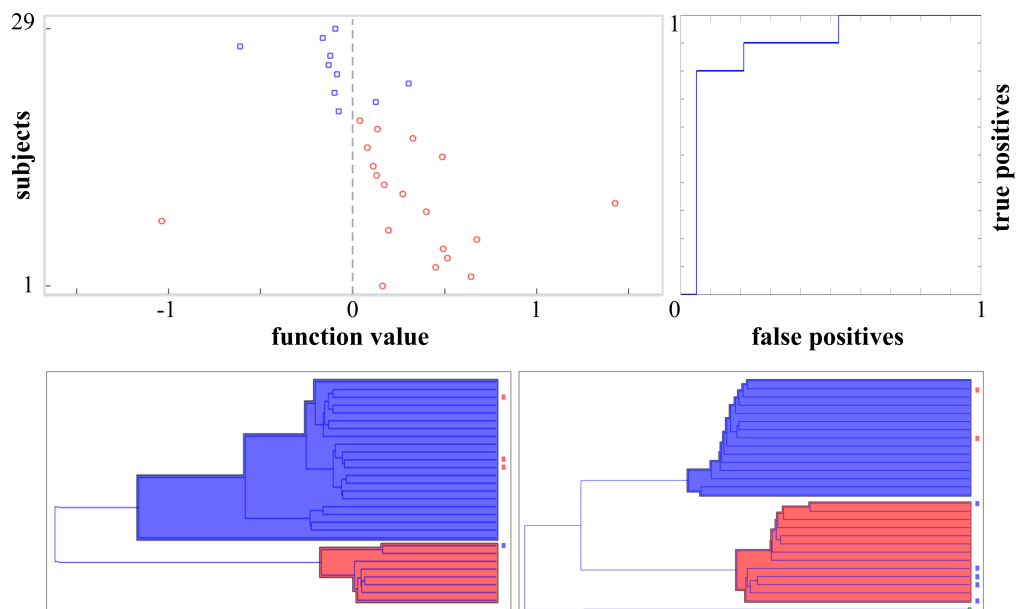 29
subjects
1
-1
0
1
function value
1
true positives
0
1
false positives